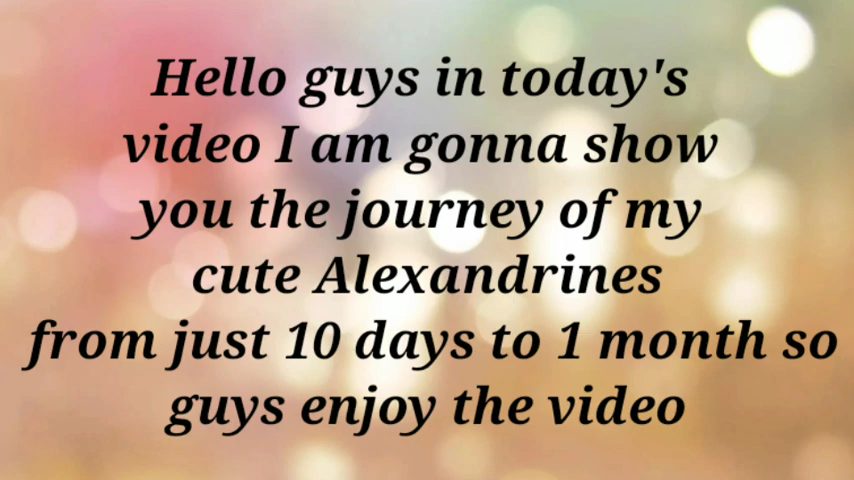 Hello guys in today's
video I am gonna show
you the journey of my
cute Alexandrines
from just 10 days to 1 month so
guys enjoy the video